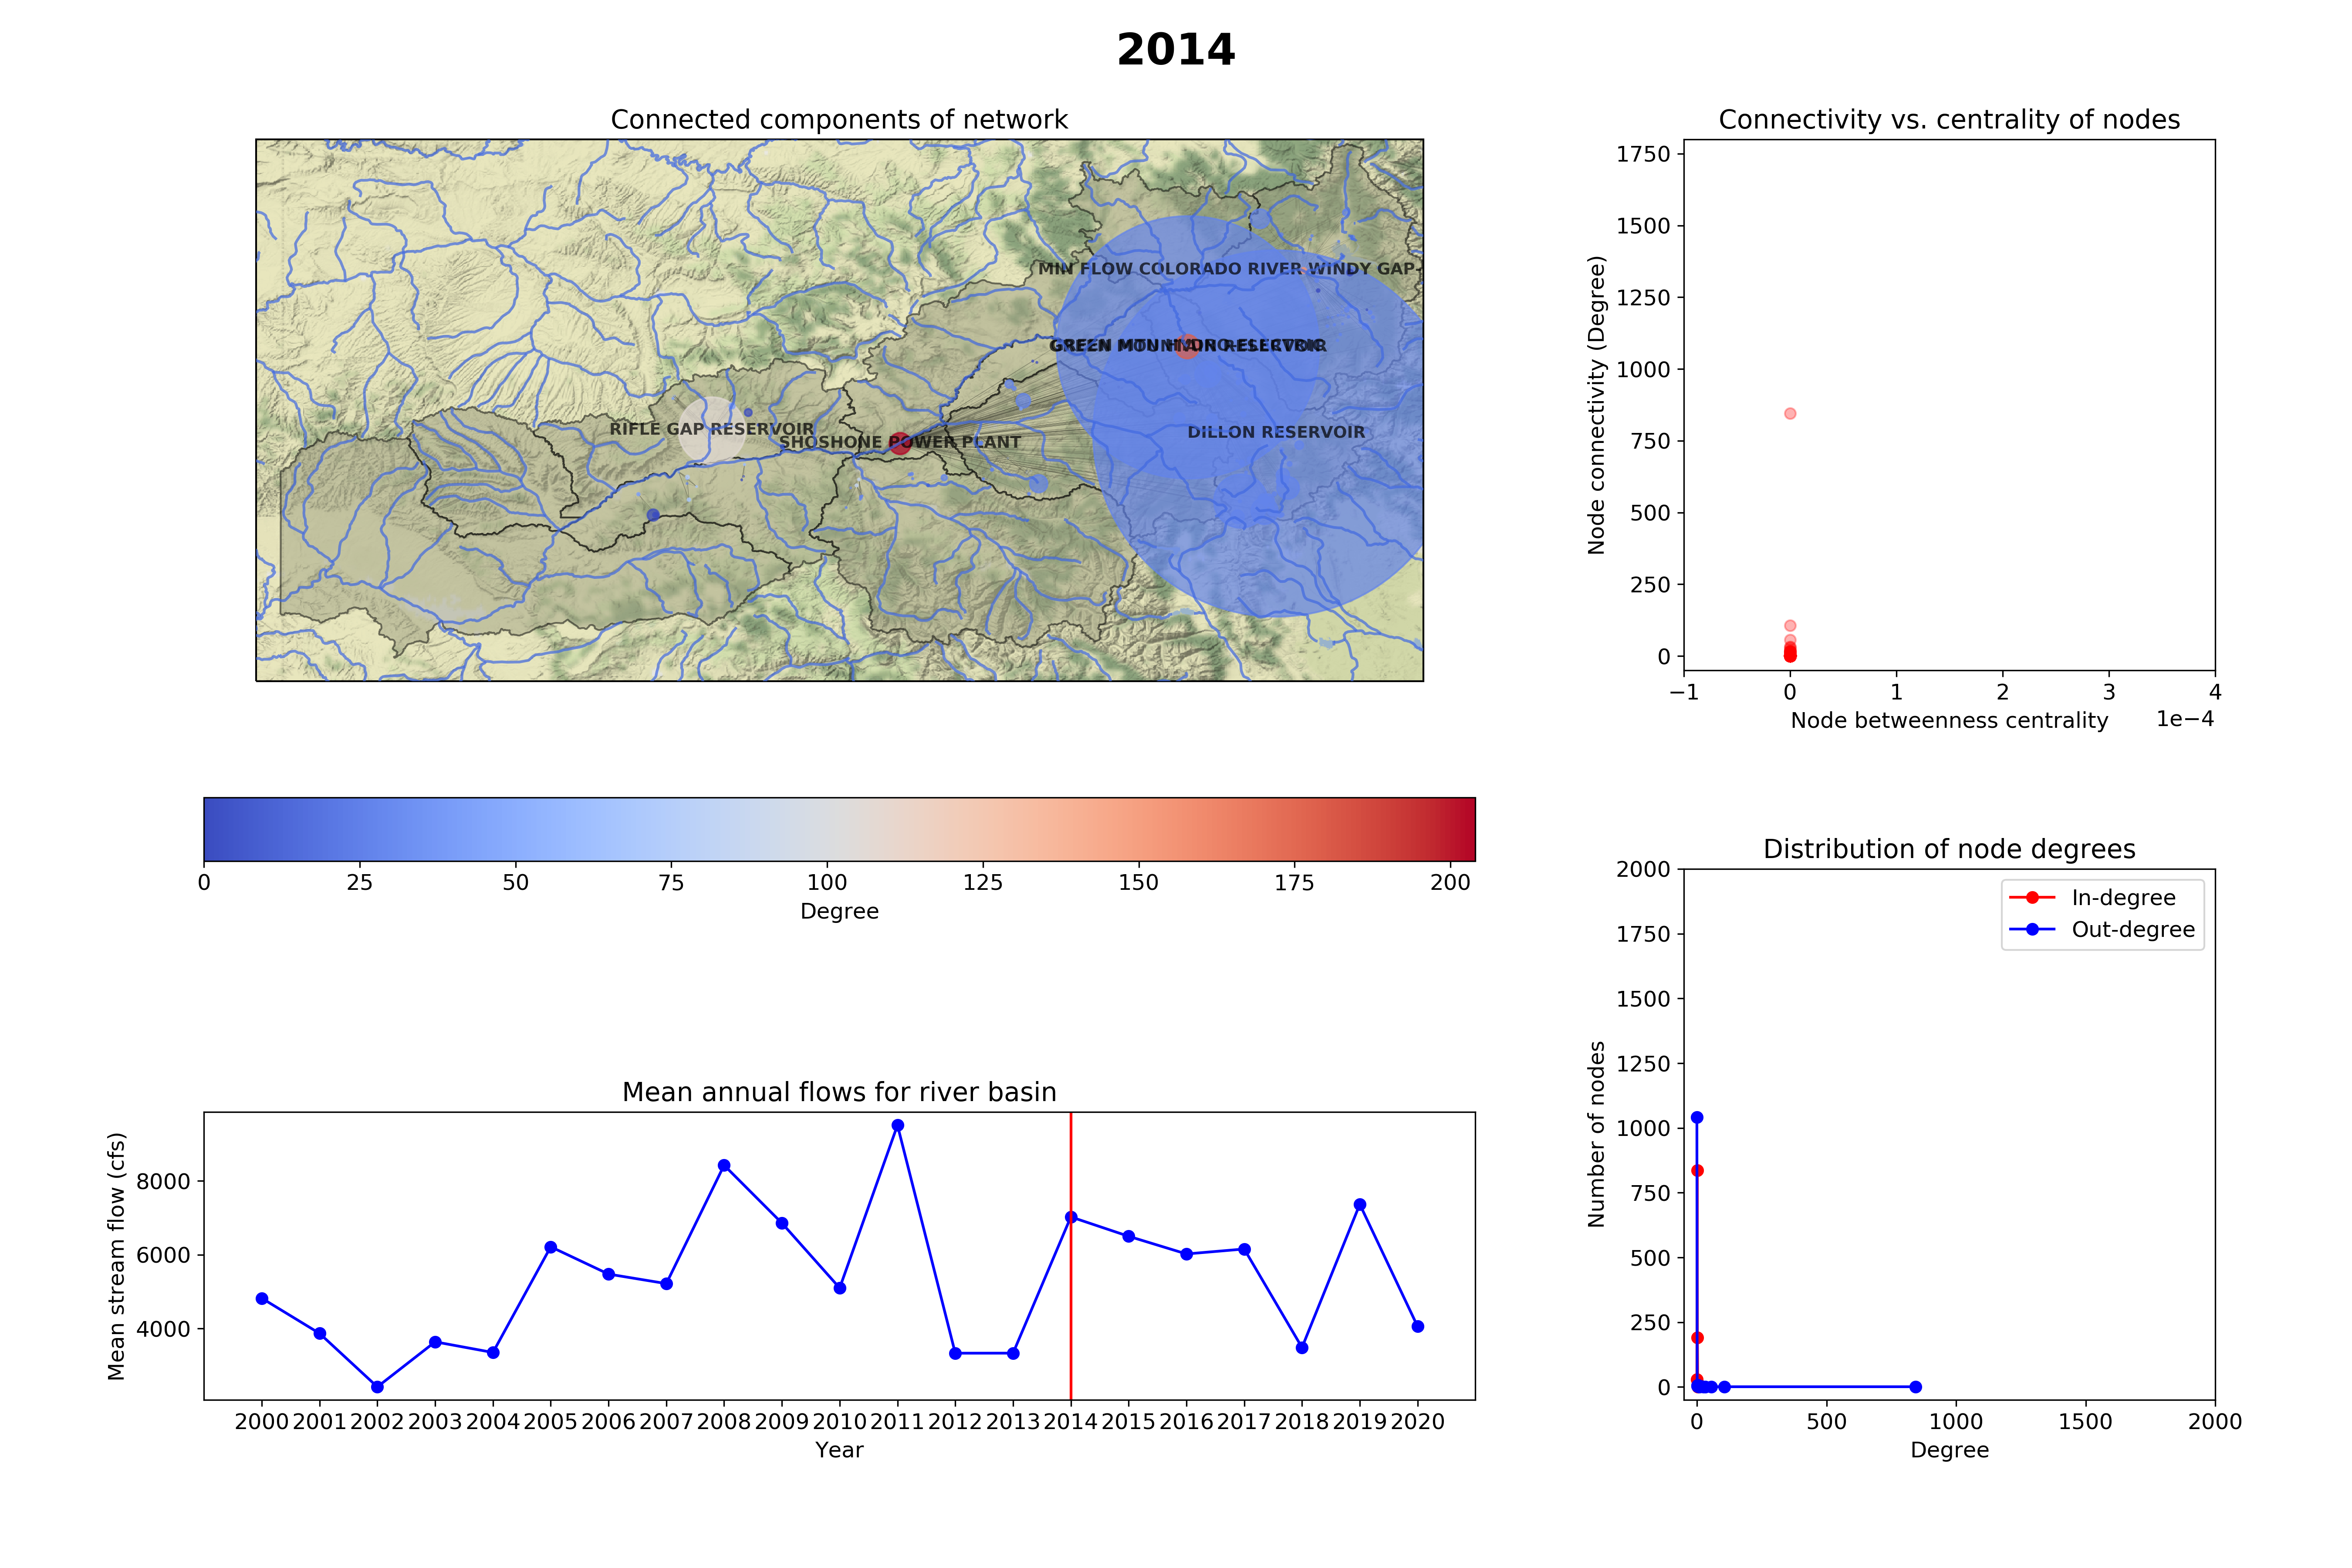 2014
Connected components of network
MIN FLOW COLORADO RIVER WINDY GAP-
RIFLE GAP RESERVOIR
SHOSHONE POWER PLANT
DILLON RESERVOIR
0 25 50 75 100 125 150 175 200
Degree
Connectivity vs. centrality of nodes
1750
1500
1250
1000
750
500
250
0
Node connectivity (Degree)
−1 0 1 2 3 4
Node betweenness centrality
1e−4
Mean annual flows for river basin
8000
6000
4000
Mean stream flow (cfs)
2000 2001 2002 2003 2004 2005 2006 2007 2008 2009 2010 2011 2012 2013 2014 2015 2016 2017 2018 2019 2020
Year
Distribution of node degrees
In-degree
Out-degree
2000
1750
1500
1250
1000
750
500
250
0
Number of nodes
0 500 1000 1500 2000
Degree